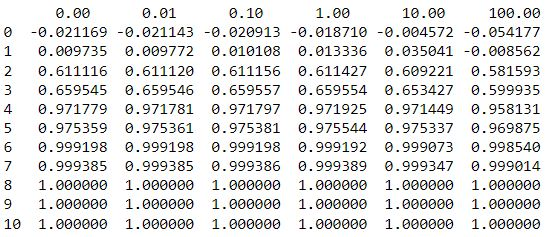 0.00 0.01 0.10 1.00 10.00 100.00
0 -0.021169 -0.021143 -0.020913 -0.018710 -0.004572 -0.054177
1 0.009735 0.009772 0.010108 0.013336 0.035041 -0.008562
2 0.611116 0.611120 0.611156 0.611427 0.609221 0.581593
3 0.659545 0.659546 0.659557 0.659554 0.653427 0.599935
4 0.971779 0.971781 0.971797 0.971925 0.971449 0.958131
5 0.975359 0.975361 0.975381 0.975544 0.975337 0.969875
6 0.999198 0.999198 0.999198 0.999192 0.999073 0.998540
7 0.999385 0.999385 0.999386 0.999389 0.999347 0.999014
8 1.000000 1.000000 1.000000 1.000000 1.000000 1.000000
9 1.000000 1.000000 1.000000 1.000000 1.000000 1.000000
10 1.000000 1.000000 1.000000 1.000000 1.000000 1.000000